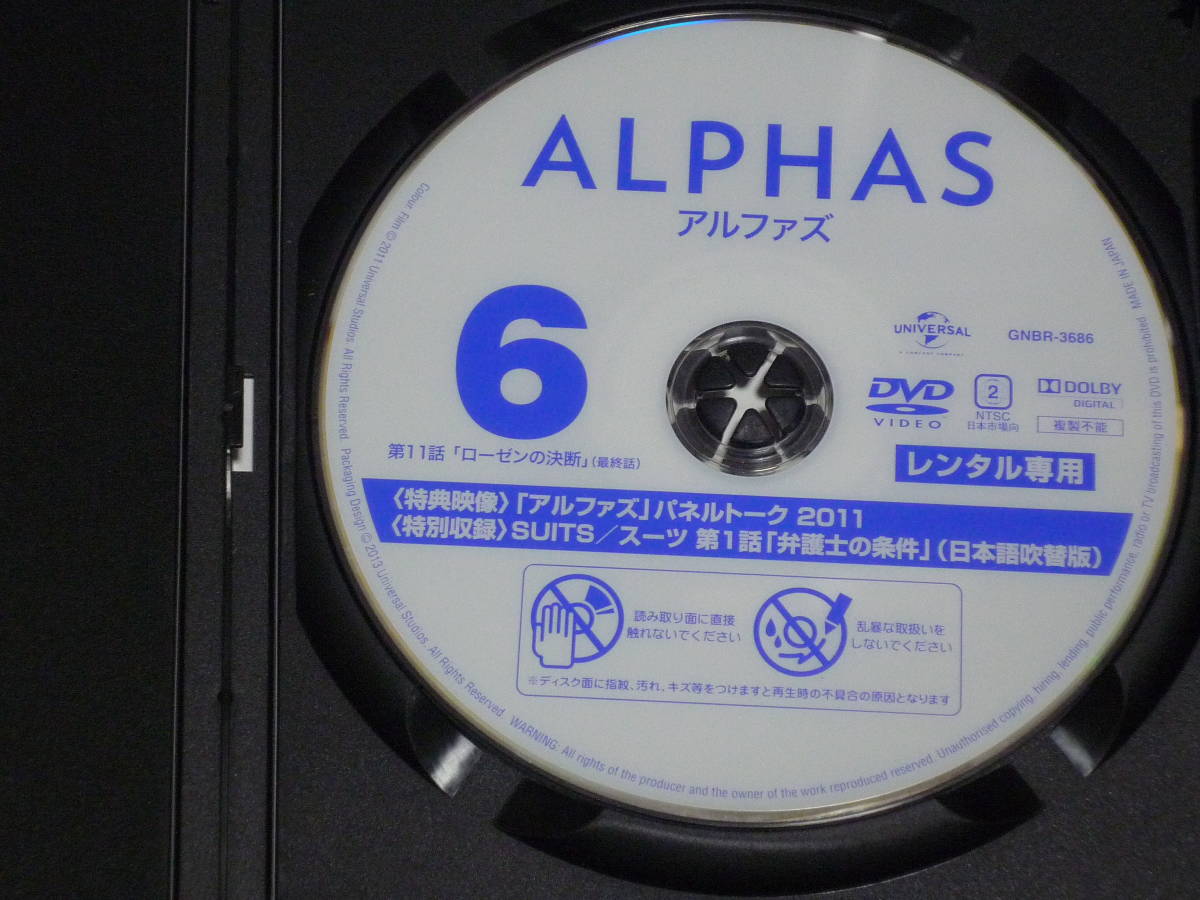 ALPHAS
アルファズ
6
第11話「ローゼンの決断」(最終話)
UNIVERSAL
A COMCAST COMPANY
GNBR-3686
DVD
VIDEO
2
NTSC
日本市場向
DOLBY
DIGITAL
複製不能
レンタル専用
〈特典映像〉「アルファズ」パネルトーク 2011
〈特別収録〉SUITS/スーツ 第1話「弁護士の条件」(日本語吹替版)
読み取り面に直接
触れないでください
乱暴な取扱いを
しないでください
※ディスク面に指紋、汚れ、キズ等をつけますと再生時の不具合の原因となります
Colour Film © 2011 Universal Studios. All Rights Reserved. Packaging Design © 2013 Universal Studios. All Rights Reserved. WARNING: All rights of the producer and the owner of the work reproduced reserved. Unauthorised copying, hiring, lending, public performance, radio or TV broadcasting of this DVD is prohibited. MADE IN JAPAN